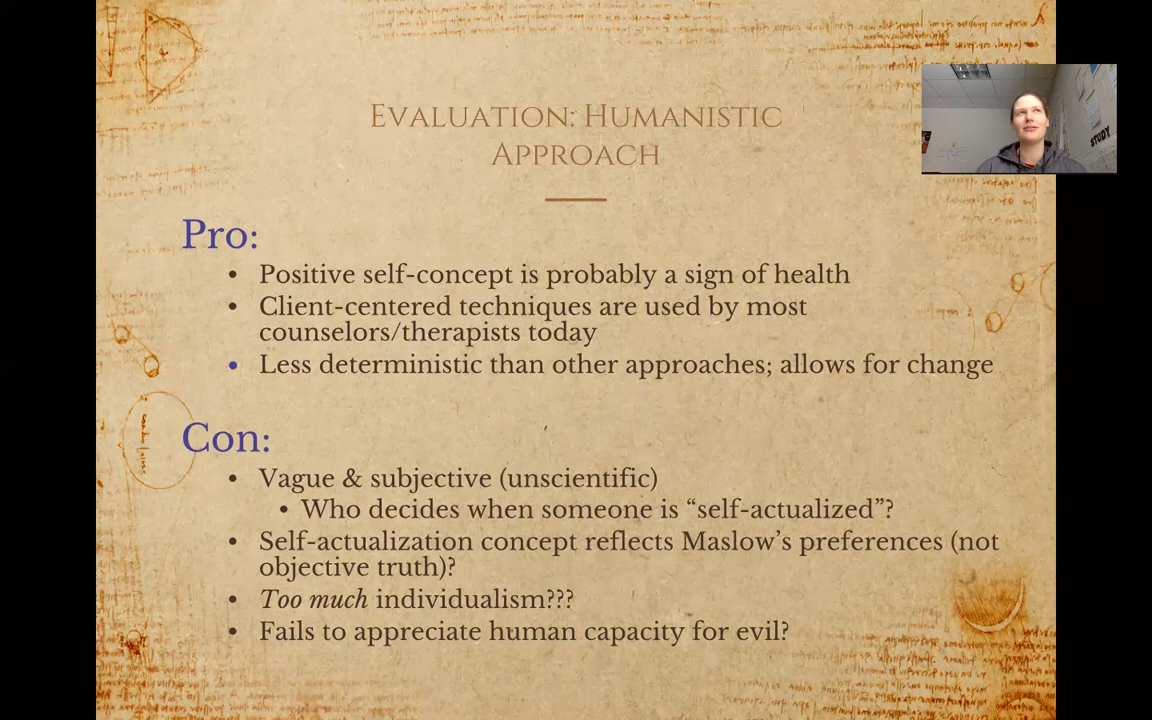 Evaluation: Humanistic
Approach
Pro:
• Positive self-concept is probably a sign of health
• Client-centered techniques are used by most
counselors/therapists today
• Less deterministic than other approaches; allows for change
Con:
• Vague & subjective (unscientific)
• Who decides when someone is “self-actualized”?
• Self-actualization concept reflects Maslow’s preferences (not
objective truth)?
• Too much individualism???
• Fails to appreciate human capacity for evil?
STUDY